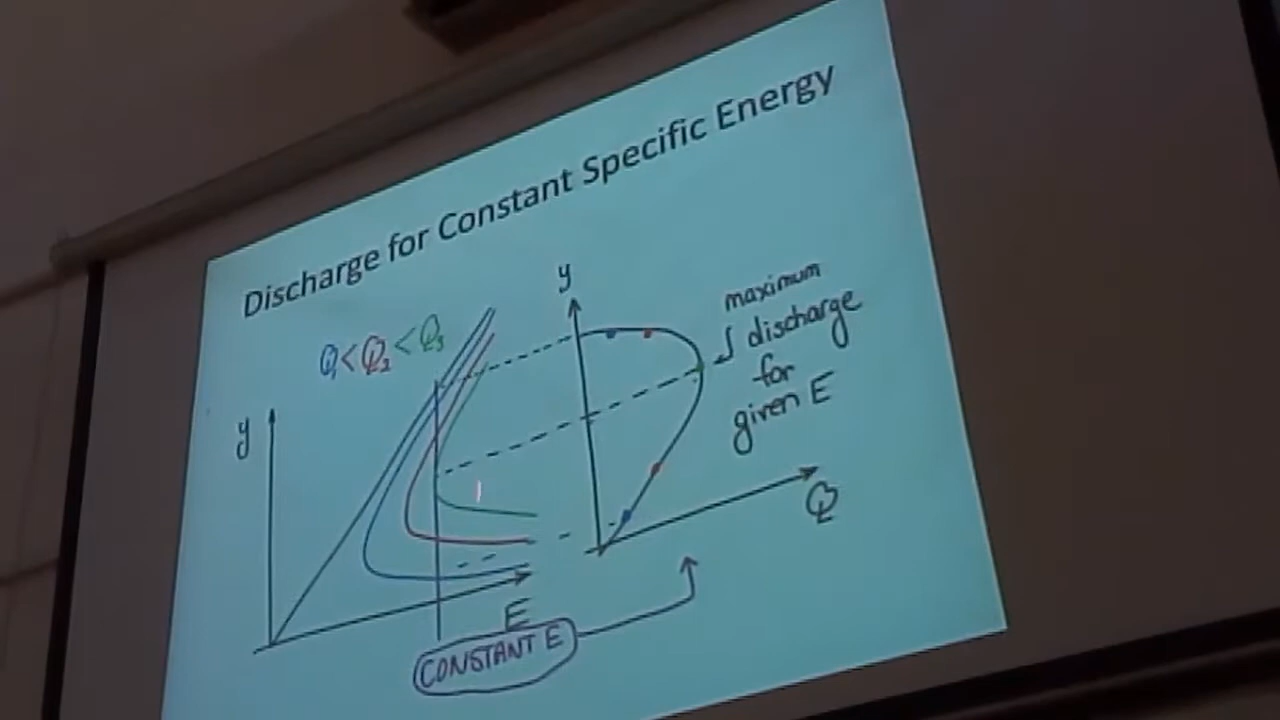 Discharge for Constant Specific Energy
Q₁<Q₂<Q₃
y
E
CONSTANT E
y
Q
maximum
discharge
for
given E